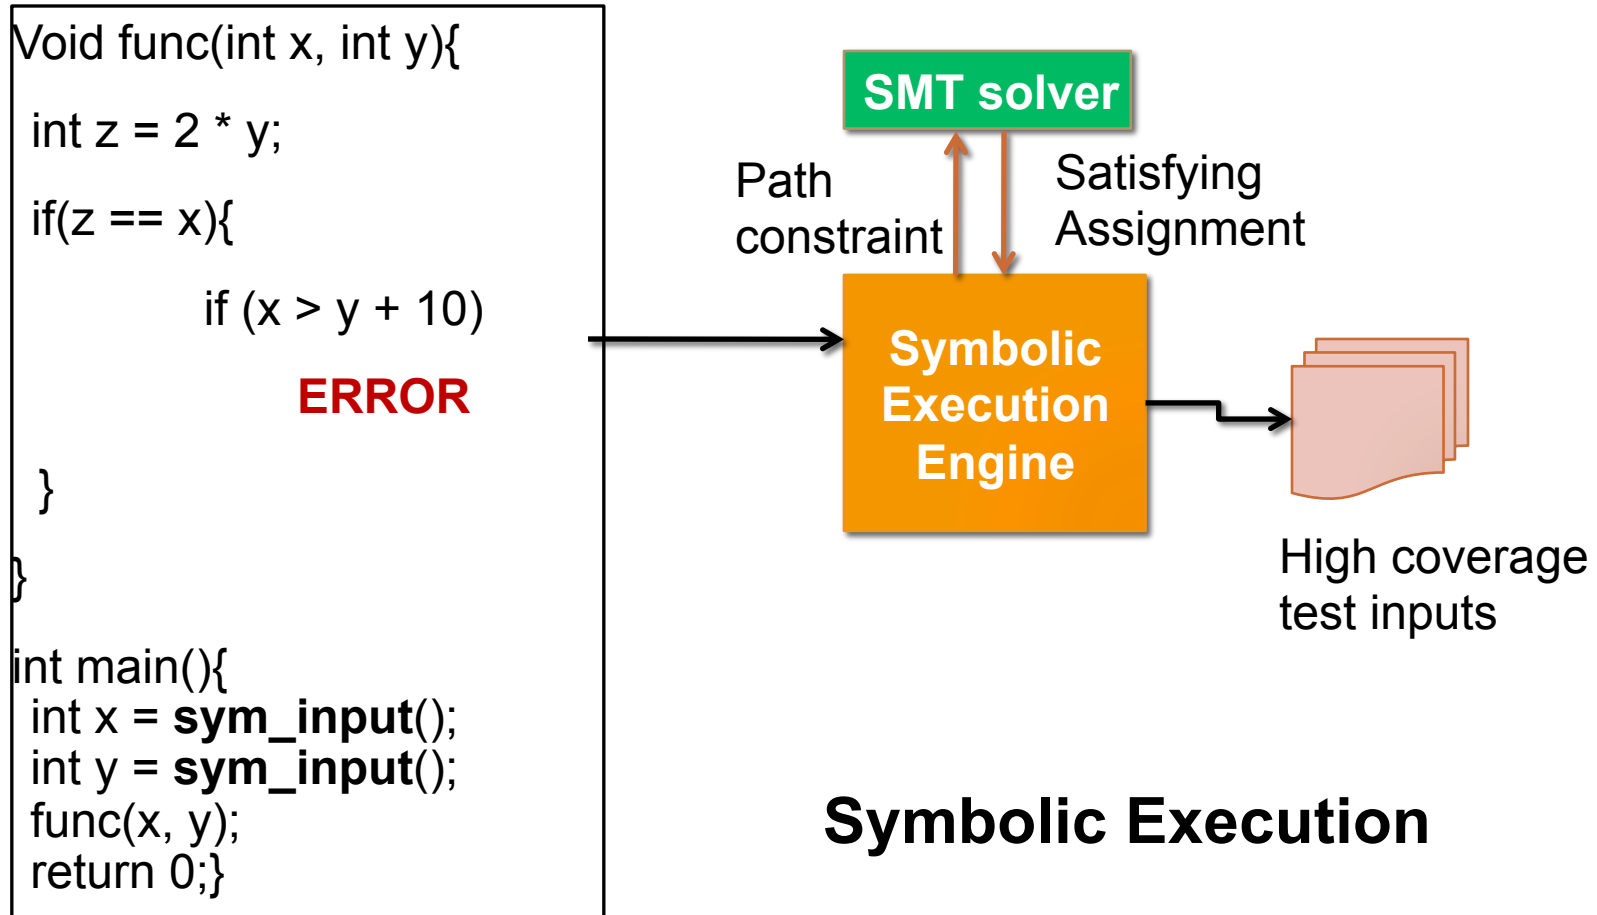 Void func(int x, int y){
int z = 2 * y;
if(z == x){
if (x > y + 10)
ERROR
}
}
int main(){
int x = sym_input();
int y = sym_input();
func(x, y);
return 0;}
SMT solver
Path
constraint
Satisfying
Assignment
Symbolic
Execution
Engine
High coverage
test inputs
Symbolic Execution